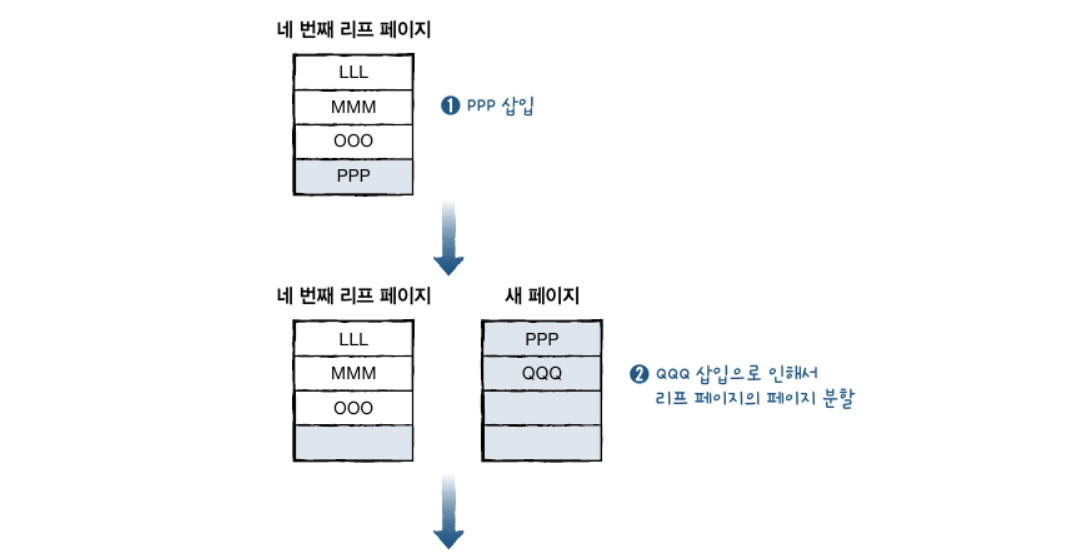 네 번째 리프 페이지
LLL
MMM
OOO
PPP
❶ PPP 삽입
네 번째 리프 페이지
LLL
MMM
OOO
새 페이지
PPP
QQQ
❷ QQQ 삽입으로 인해서
리프 페이지의 페이지 분할